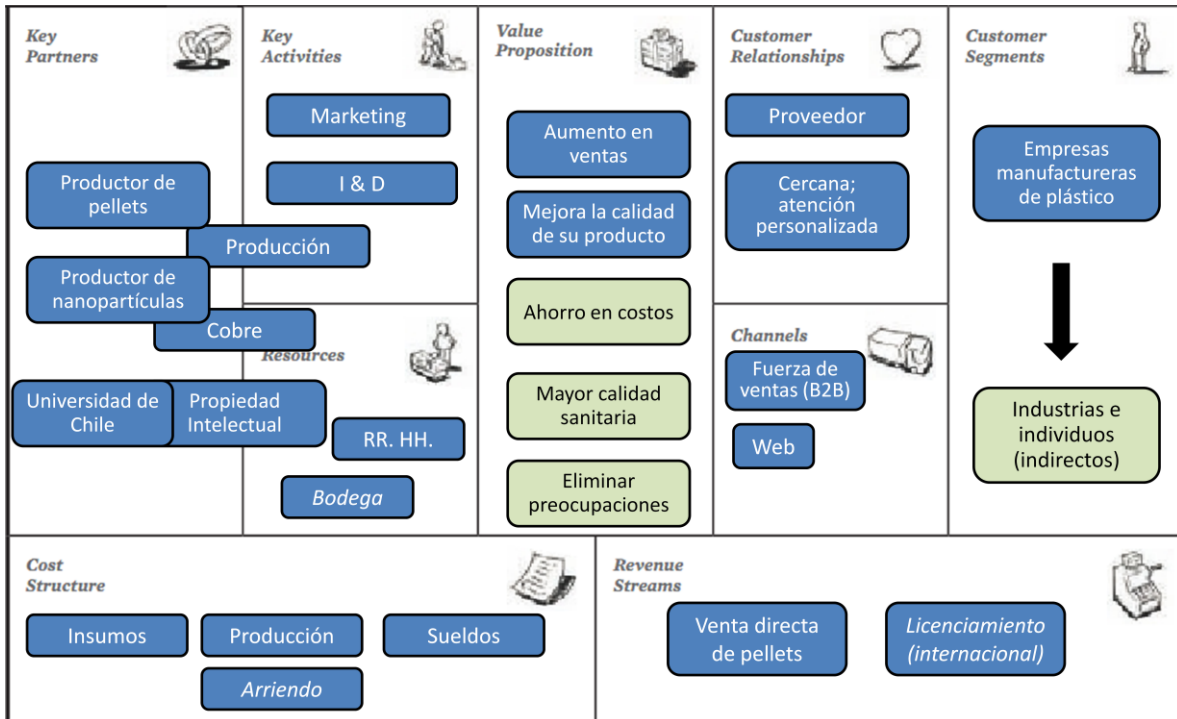 Key
Partners
Productor de
pellets
Productor de
nanopartículas
Universidad de
Chile
Key
Activities
Marketing
I & D
Producción
Cobre
Resources
Propiedad
Intelectual
RR. HH.
Bodega
Value
Proposition
Aumento en
ventas
Mejora la calidad
de su producto
Ahorro en costos
Mayor calidad
sanitaria
Eliminar
preocupaciones
Customer
Relationships
Proveedor
Cercana;
atención
personalizada
Channels
Fuerza de
ventas (B2B)
Web
Customer
Segments
Empresas
manufactureras
de plástico
Industrias e
individuos
(indirectos)
Cost
Structure
Insumos
Producción
Sueldos
Arriendo
Revenue
Streams
Venta directa
de pellets
Licenciamiento
(internacional)